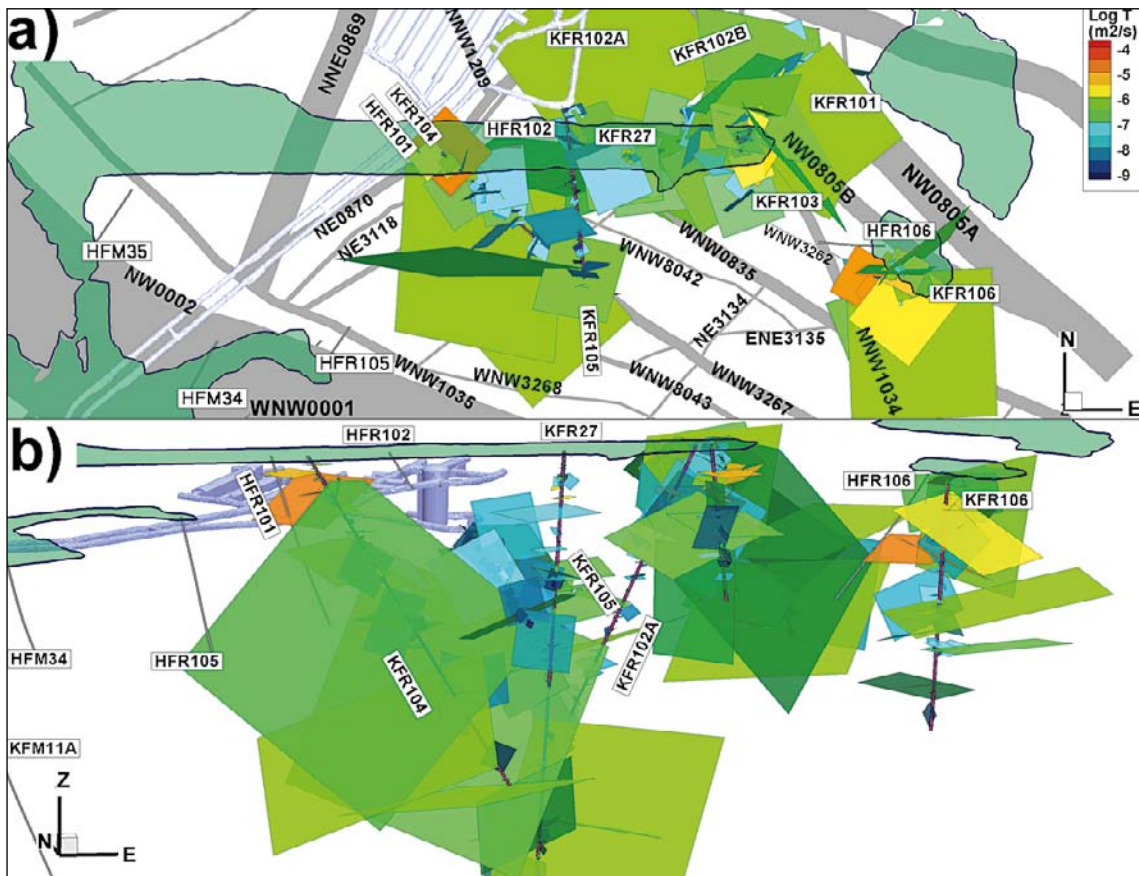 a)
Log T
(m2/s)
-4
-5
-6
-7
-8
-9
NNE0869
NNW1209
KFR102A
KFR102B
KFR101
KFR104
HFR101
HFR102
KFR27
NW0805B
NW0805A
KFR103
HFR106
WNW3262
WNW0835
WNW8042
NE0870
NE3118
HFM35
NW0002
KFR106
NE3134
ENE3135
NNW1034
HFR105
KFR105
WNW1035
WNW3268
WNW8043
WNW3267
HFM34
WNW0001
N
E
b)
HFR102
KFR27
HFR101
HFR106
KFR106
KFR105
KFR102A
HFM34
HFR105
KFR104
KFM11A
Z
N
E